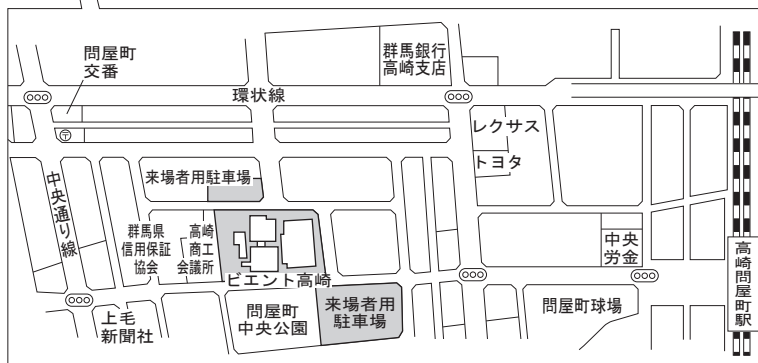 問屋町
交番
群馬銀行
高崎支店
環状線
〒
レクサス
トヨタ
来場者用駐車場
中央通り線
群馬県
信用保証
協会
高崎
商工
会議所
ビエント高崎
中央
労金
高崎問屋町駅
上毛
新聞社
問屋町
中央公園
来場者用
駐車場
問屋町球場